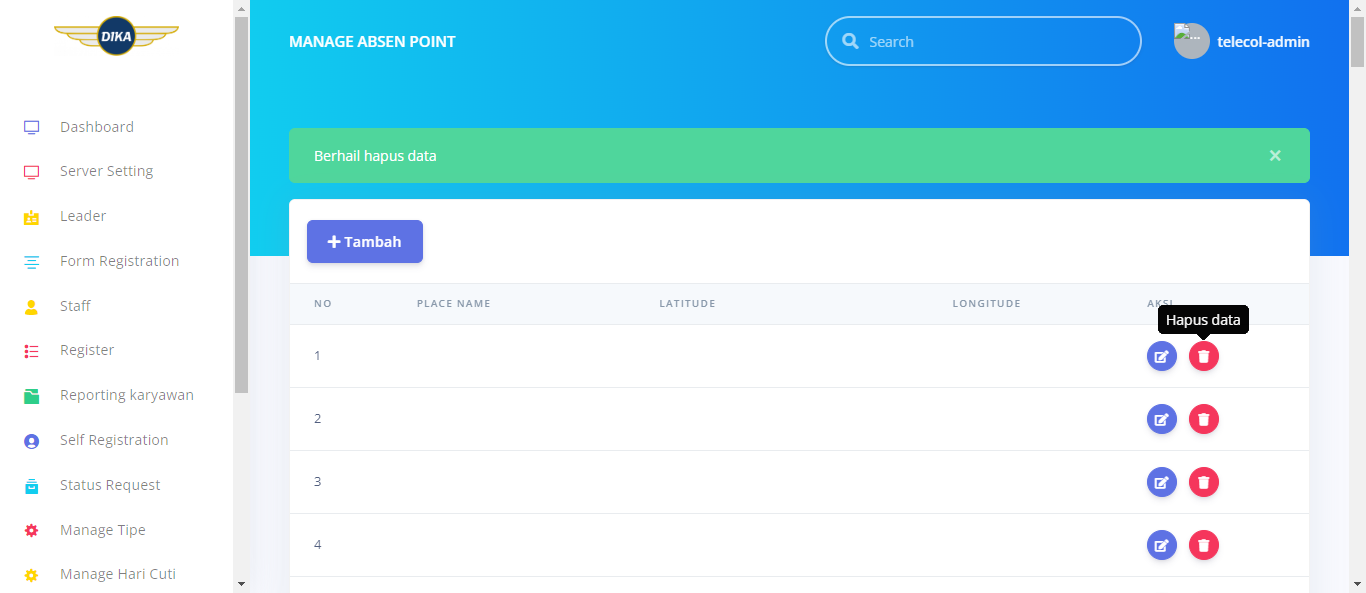 DIKA
MANAGE ABSEN POINT
Search
...
telecol-admin
Dashboard
Server Setting
Leader
Form Registration
Staff
Register
Reporting karyawan
Self Registration
Status Request
Manage Tipe
Manage Hari Cuti
Berhail hapus data
×
Tambah
NO PLACE NAME LATITUDE LONGITUDE AKSI
Hapus data
1
2
3
4